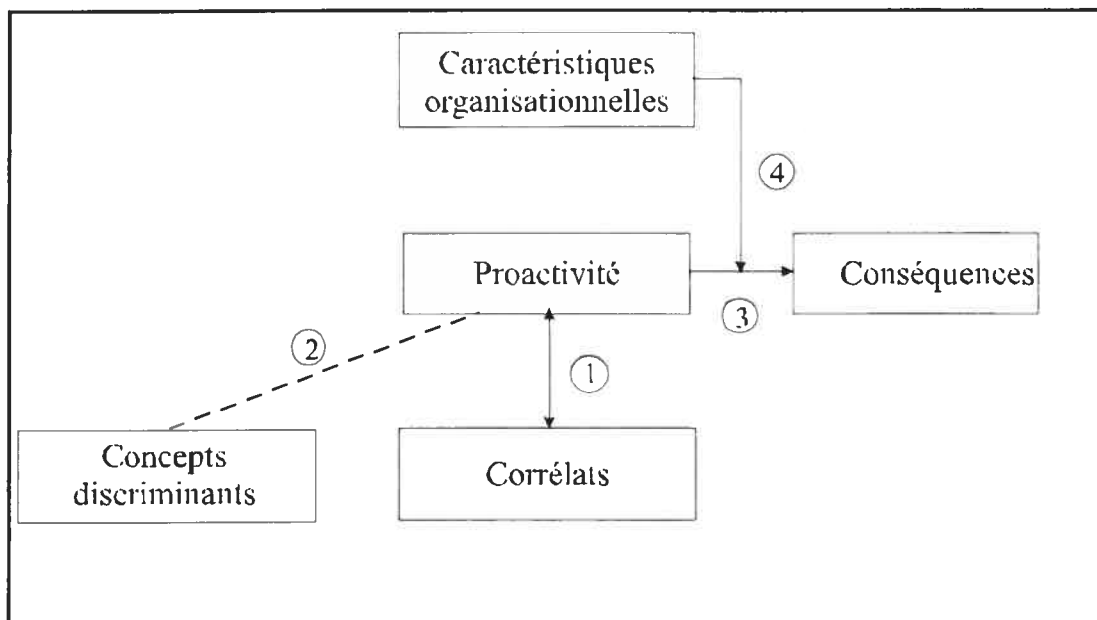 Caractéristiques
organisationnelles
4
Proactivité
Conséquences
3
2
1
Concepts
discriminants
Corrélats